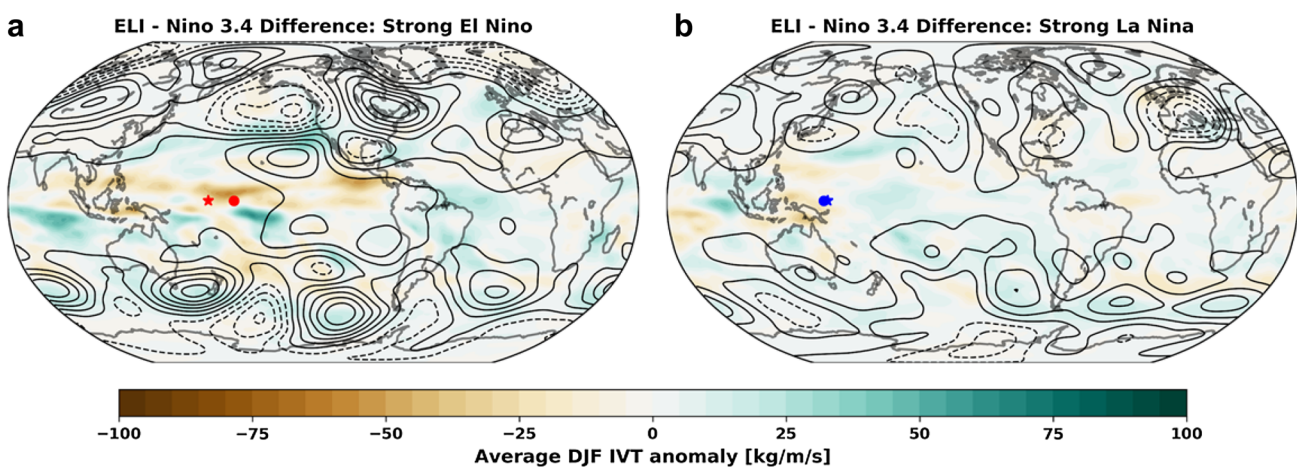 a
ELI - Nino 3.4 Difference: Strong El Nino
b
ELI - Nino 3.4 Difference: Strong La Nina
−100 −75 −50 −25 0 25 50 75 100
Average DJF IVT anomaly [kg/m/s]